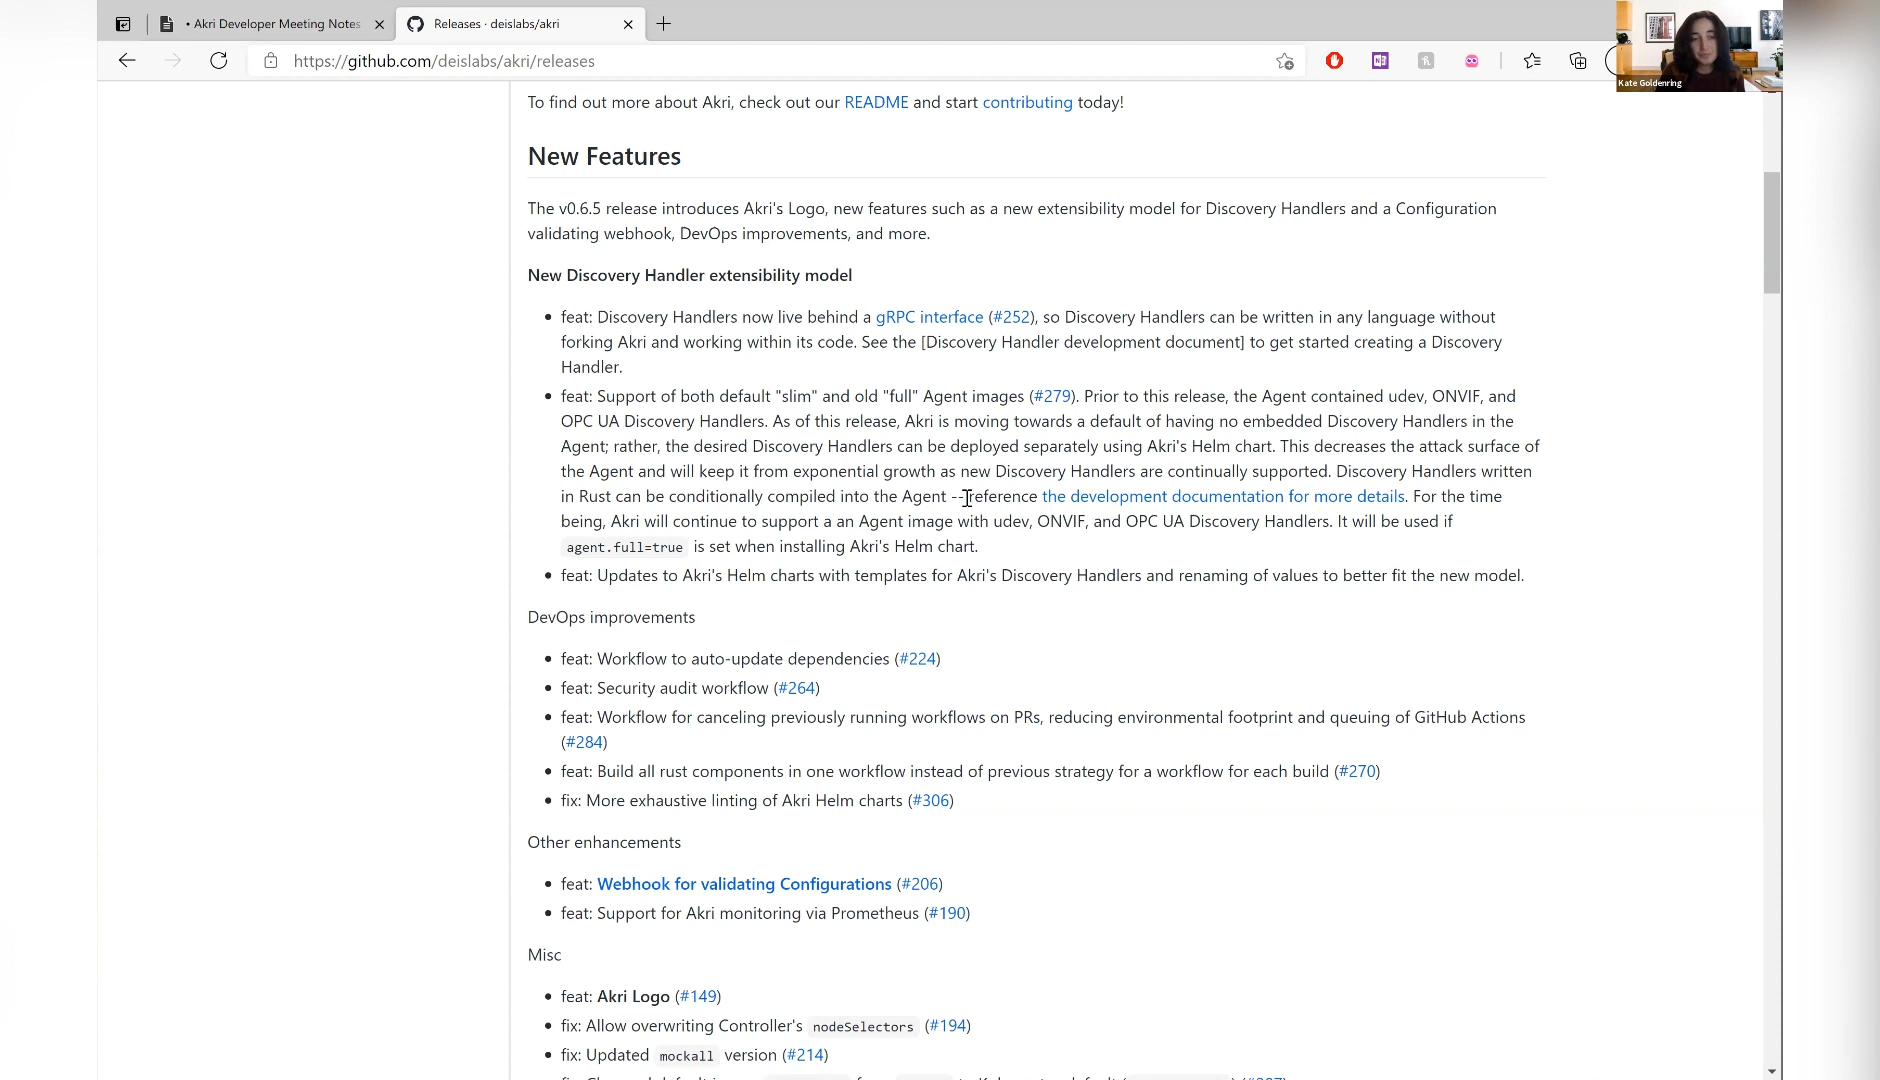 • Akri Developer Meeting Notes
Releases · deislabs/akri
https://github.com/deislabs/akri/releases
Kate Goldenring
To find out more about Akri, check out our README and start contributing today!
New Features
The v0.6.5 release introduces Akri's Logo, new features such as a new extensibility model for Discovery Handlers and a Configuration
validating webhook, DevOps improvements, and more.
New Discovery Handler extensibility model
• feat: Discovery Handlers now live behind a gRPC interface (#252), so Discovery Handlers can be written in any language without
forking Akri and working within its code. See the [Discovery Handler development document] to get started creating a Discovery
Handler.
• feat: Support of both default "slim" and old "full" Agent images (#279). Prior to this release, the Agent contained udev, ONVIF, and
OPC UA Discovery Handlers. As of this release, Akri is moving towards a default of having no embedded Discovery Handlers in the
Agent; rather, the desired Discovery Handlers can be deployed separately using Akri's Helm chart. This decreases the attack surface of
the Agent and will keep it from exponential growth as new Discovery Handlers are continually supported. Discovery Handlers written
in Rust can be conditionally compiled into the Agent -- reference the development documentation for more details. For the time
being, Akri will continue to support a an Agent image with udev, ONVIF, and OPC UA Discovery Handlers. It will be used if
agent.full=true is set when installing Akri's Helm chart.
• feat: Updates to Akri's Helm charts with templates for Akri's Discovery Handlers and renaming of values to better fit the new model.
DevOps improvements
• feat: Workflow to auto-update dependencies (#224)
• feat: Security audit workflow (#264)
• feat: Workflow for canceling previously running workflows on PRs, reducing environmental footprint and queuing of GitHub Actions
(#284)
• feat: Build all rust components in one workflow instead of previous strategy for a workflow for each build (#270)
• fix: More exhaustive linting of Akri Helm charts (#306)
Other enhancements
• feat: Webhook for validating Configurations (#206)
• feat: Support for Akri monitoring via Prometheus (#190)
Misc
• feat: Akri Logo (#149)
• fix: Allow overwriting Controller's nodeSelectors (#194)
• fix: Updated mockall version (#214)